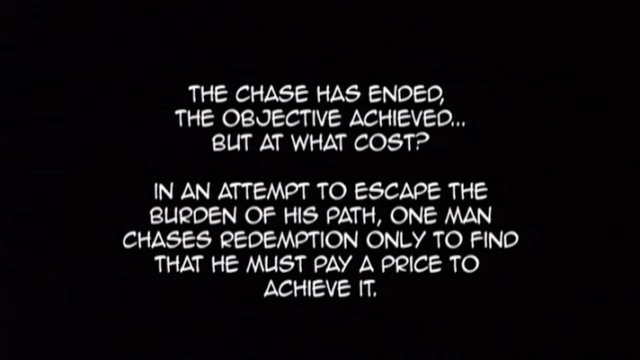 THE CHASE HAS ENDED,
THE OBJECTIVE ACHIEVED...
BUT AT WHAT COST?
IN AN ATTEMPT TO ESCAPE THE
BURDEN OF HIS PATH, ONE MAN
CHASES REDEMPTION ONLY TO FIND
THAT HE MUST PAY A PRICE TO
ACHIEVE IT.